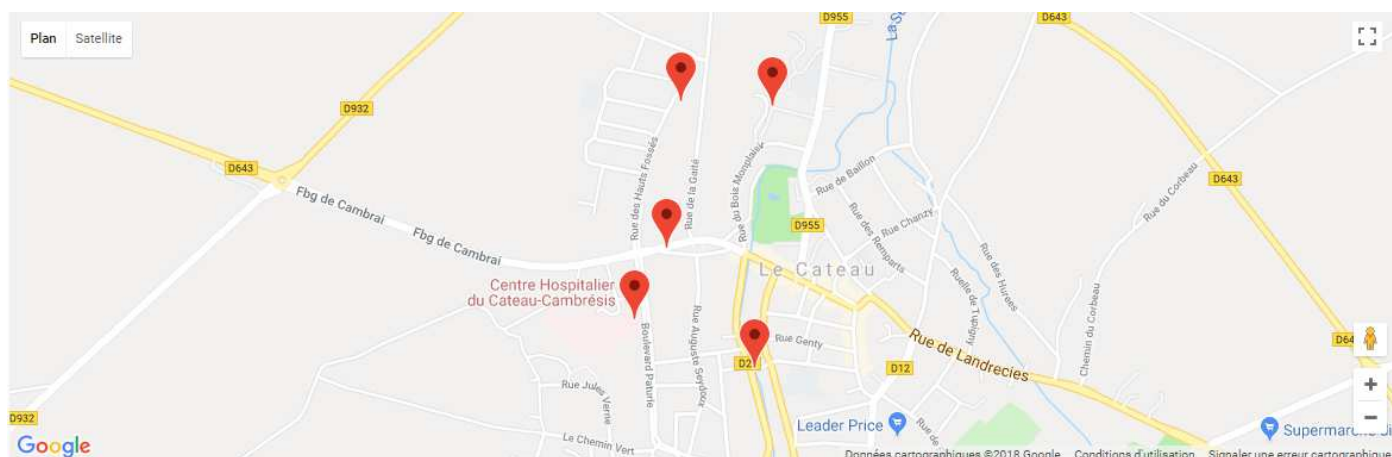 Plan
Satellite
D955
D643
D932
D643
Fbg de Cambrai
Fbg de Cambrai
Rue des Hauts Fossés
Rue de la Gaité
Rue du Bois Monplaisir
Rue de Baillon
Rue Chanzy
Rue des Remparts
D955
Rue du Corbeau
D643
Le Cateau
Rue des Hurees
Ruelle de Tupigny
Chemin du Corbeau
Centre Hospitalier
du Cateau-Cambrésis
Boulevard Paturle
Rue Auguste Seydoux
Rue Genty
Rue de Landrecies
D12
Rue Jules
Verne
Le Chemin Vert
D932
Leader Price
Rue de
Supermarché
Google
Données cartographiques ©2018 Google
Conditions d'utilisation
Signaler une erreur cartographique